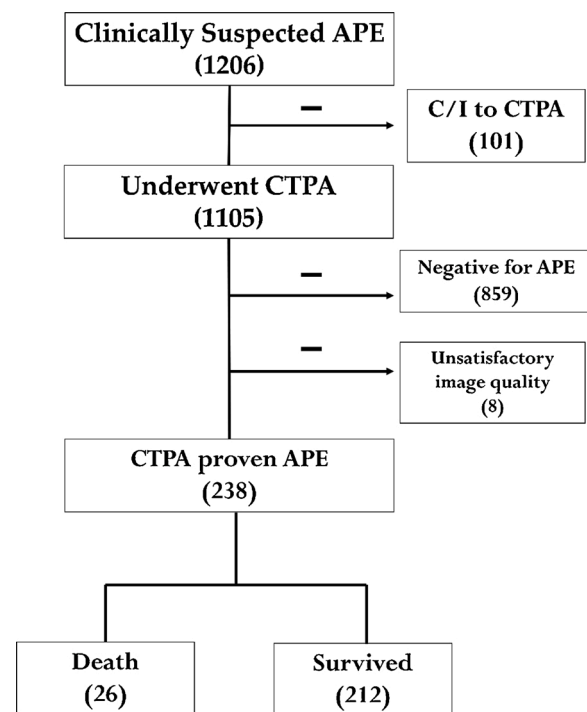 Clinically Suspected APE
(1206)
C/I to CTPA
(101)
Underwent CTPA
(1105)
Negative for APE
(859)
Unsatisfactory
image quality
(8)
CTPA proven APE
(238)
Death
(26)
Survived
(212)